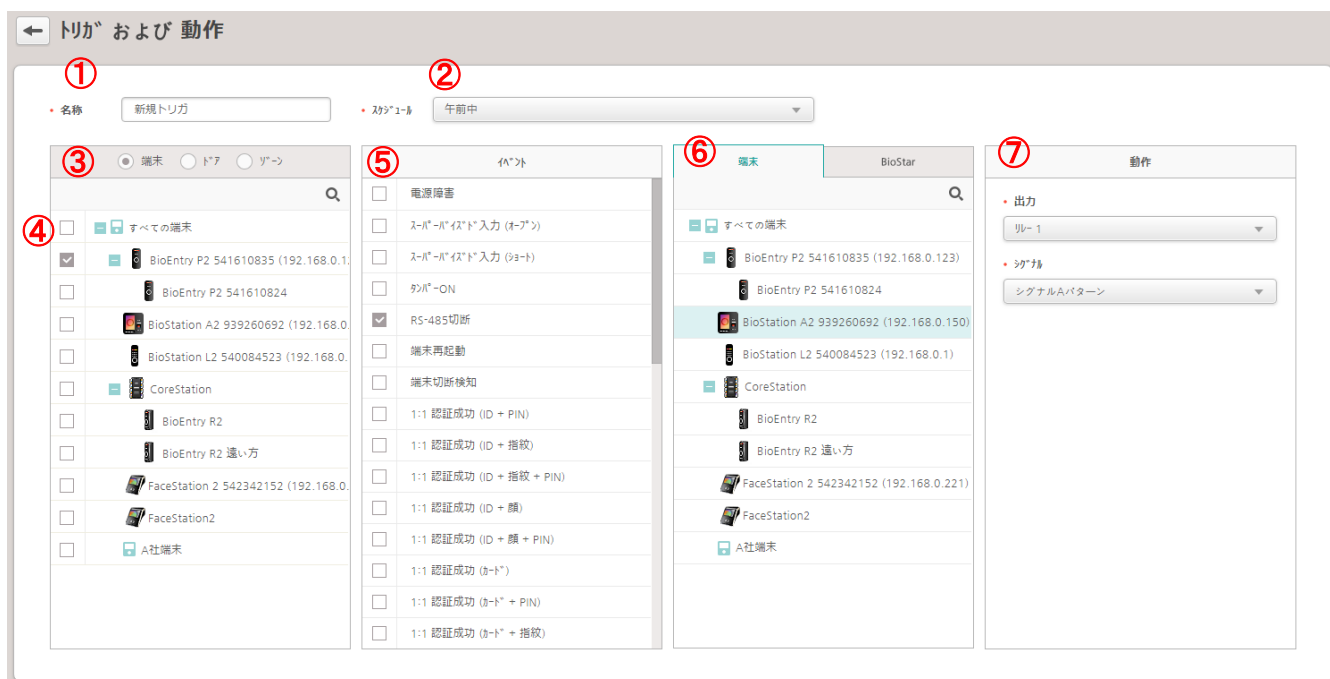 ﾄﾘｶﾞ および 動作
①
②
• 名称
新規トリガ
• ｽｹｼﾞｭｰﾙ
午前中
③
端末
ﾄﾞｱ
ｿﾞｰﾝ
④
すべての端末
BioEntry P2 541610835 (192.168.0.1
BioEntry P2 541610824
BioStation A2 939260692 (192.168.0.
BioStation L2 540084523 (192.168.0.
CoreStation
BioEntry R2
BioEntry R2 遠い方
FaceStation 2 542342152 (192.168.0.
FaceStation2
A社端末
⑤
ｲﾍﾞﾝﾄ
電源障害
ｽｰﾊﾟｰﾊﾞｲｽﾞﾄﾞ入力 (ｵｰﾌﾟﾝ)
ｽｰﾊﾟｰﾊﾞｲｽﾞﾄﾞ入力 (ｼｮｰﾄ)
ﾀﾝﾊﾟｰON
RS-485切断
端末再起動
端末切断検知
1:1 認証成功 (ID + PIN)
1:1 認証成功 (ID + 指紋)
1:1 認証成功 (ID + 指紋 + PIN)
1:1 認証成功 (ID + 顔)
1:1 認証成功 (ID + 顔 + PIN)
1:1 認証成功 (ｶｰﾄﾞ)
1:1 認証成功 (ｶｰﾄﾞ + PIN)
1:1 認証成功 (ｶｰﾄﾞ + 指紋)
⑥
端末
BioStar
すべての端末
BioEntry P2 541610835 (192.168.0.123)
BioEntry P2 541610824
BioStation A2 939260692 (192.168.0.150)
BioStation L2 540084523 (192.168.0.1)
CoreStation
BioEntry R2
BioEntry R2 遠い方
FaceStation 2 542342152 (192.168.0.221)
FaceStation2
A社端末
⑦
動作
• 出力
ﾘﾚｰ 1
• ｼｸﾞﾅﾙ
シグナルAパターン